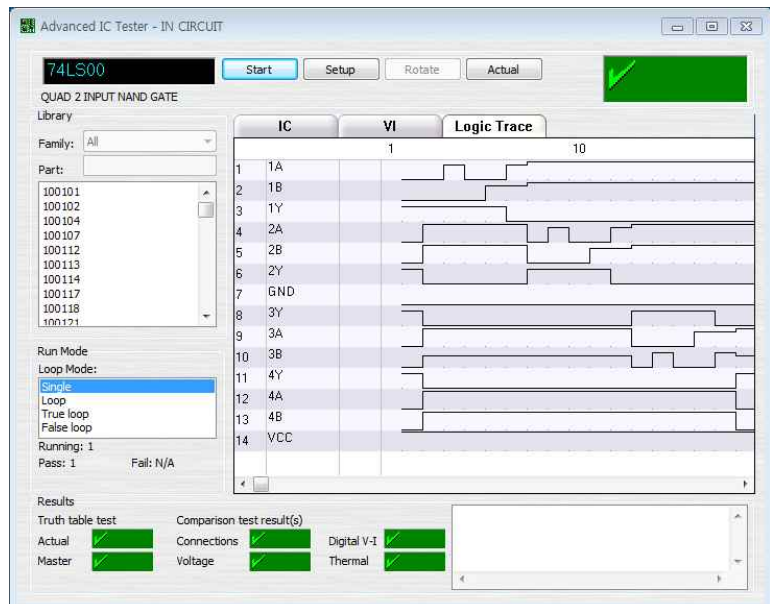 Advanced IC Tester - IN CIRCUIT
74LS00
Start
Setup
Rotate
Actual
QUAD 2 INPUT NAND GATE
Library
Family: All
Part:
100101
100102
100104
100107
100112
100113
100114
100117
100118
100121
Run Mode
Loop Mode:
Single
Loop
True loop
False loop
Running: 1
Pass: 1 Fail: N/A
IC
VI
Logic Trace
1 10
1 1A
2 1B
3 1Y
4 2A
5 2B
6 2Y
7 GND
8 3Y
9 3A
10 3B
11 4Y
12 4A
13 4B
14 VCC
Results
Truth table test Comparison test result(s)
Actual Connections Digital V-I
Master Voltage Thermal